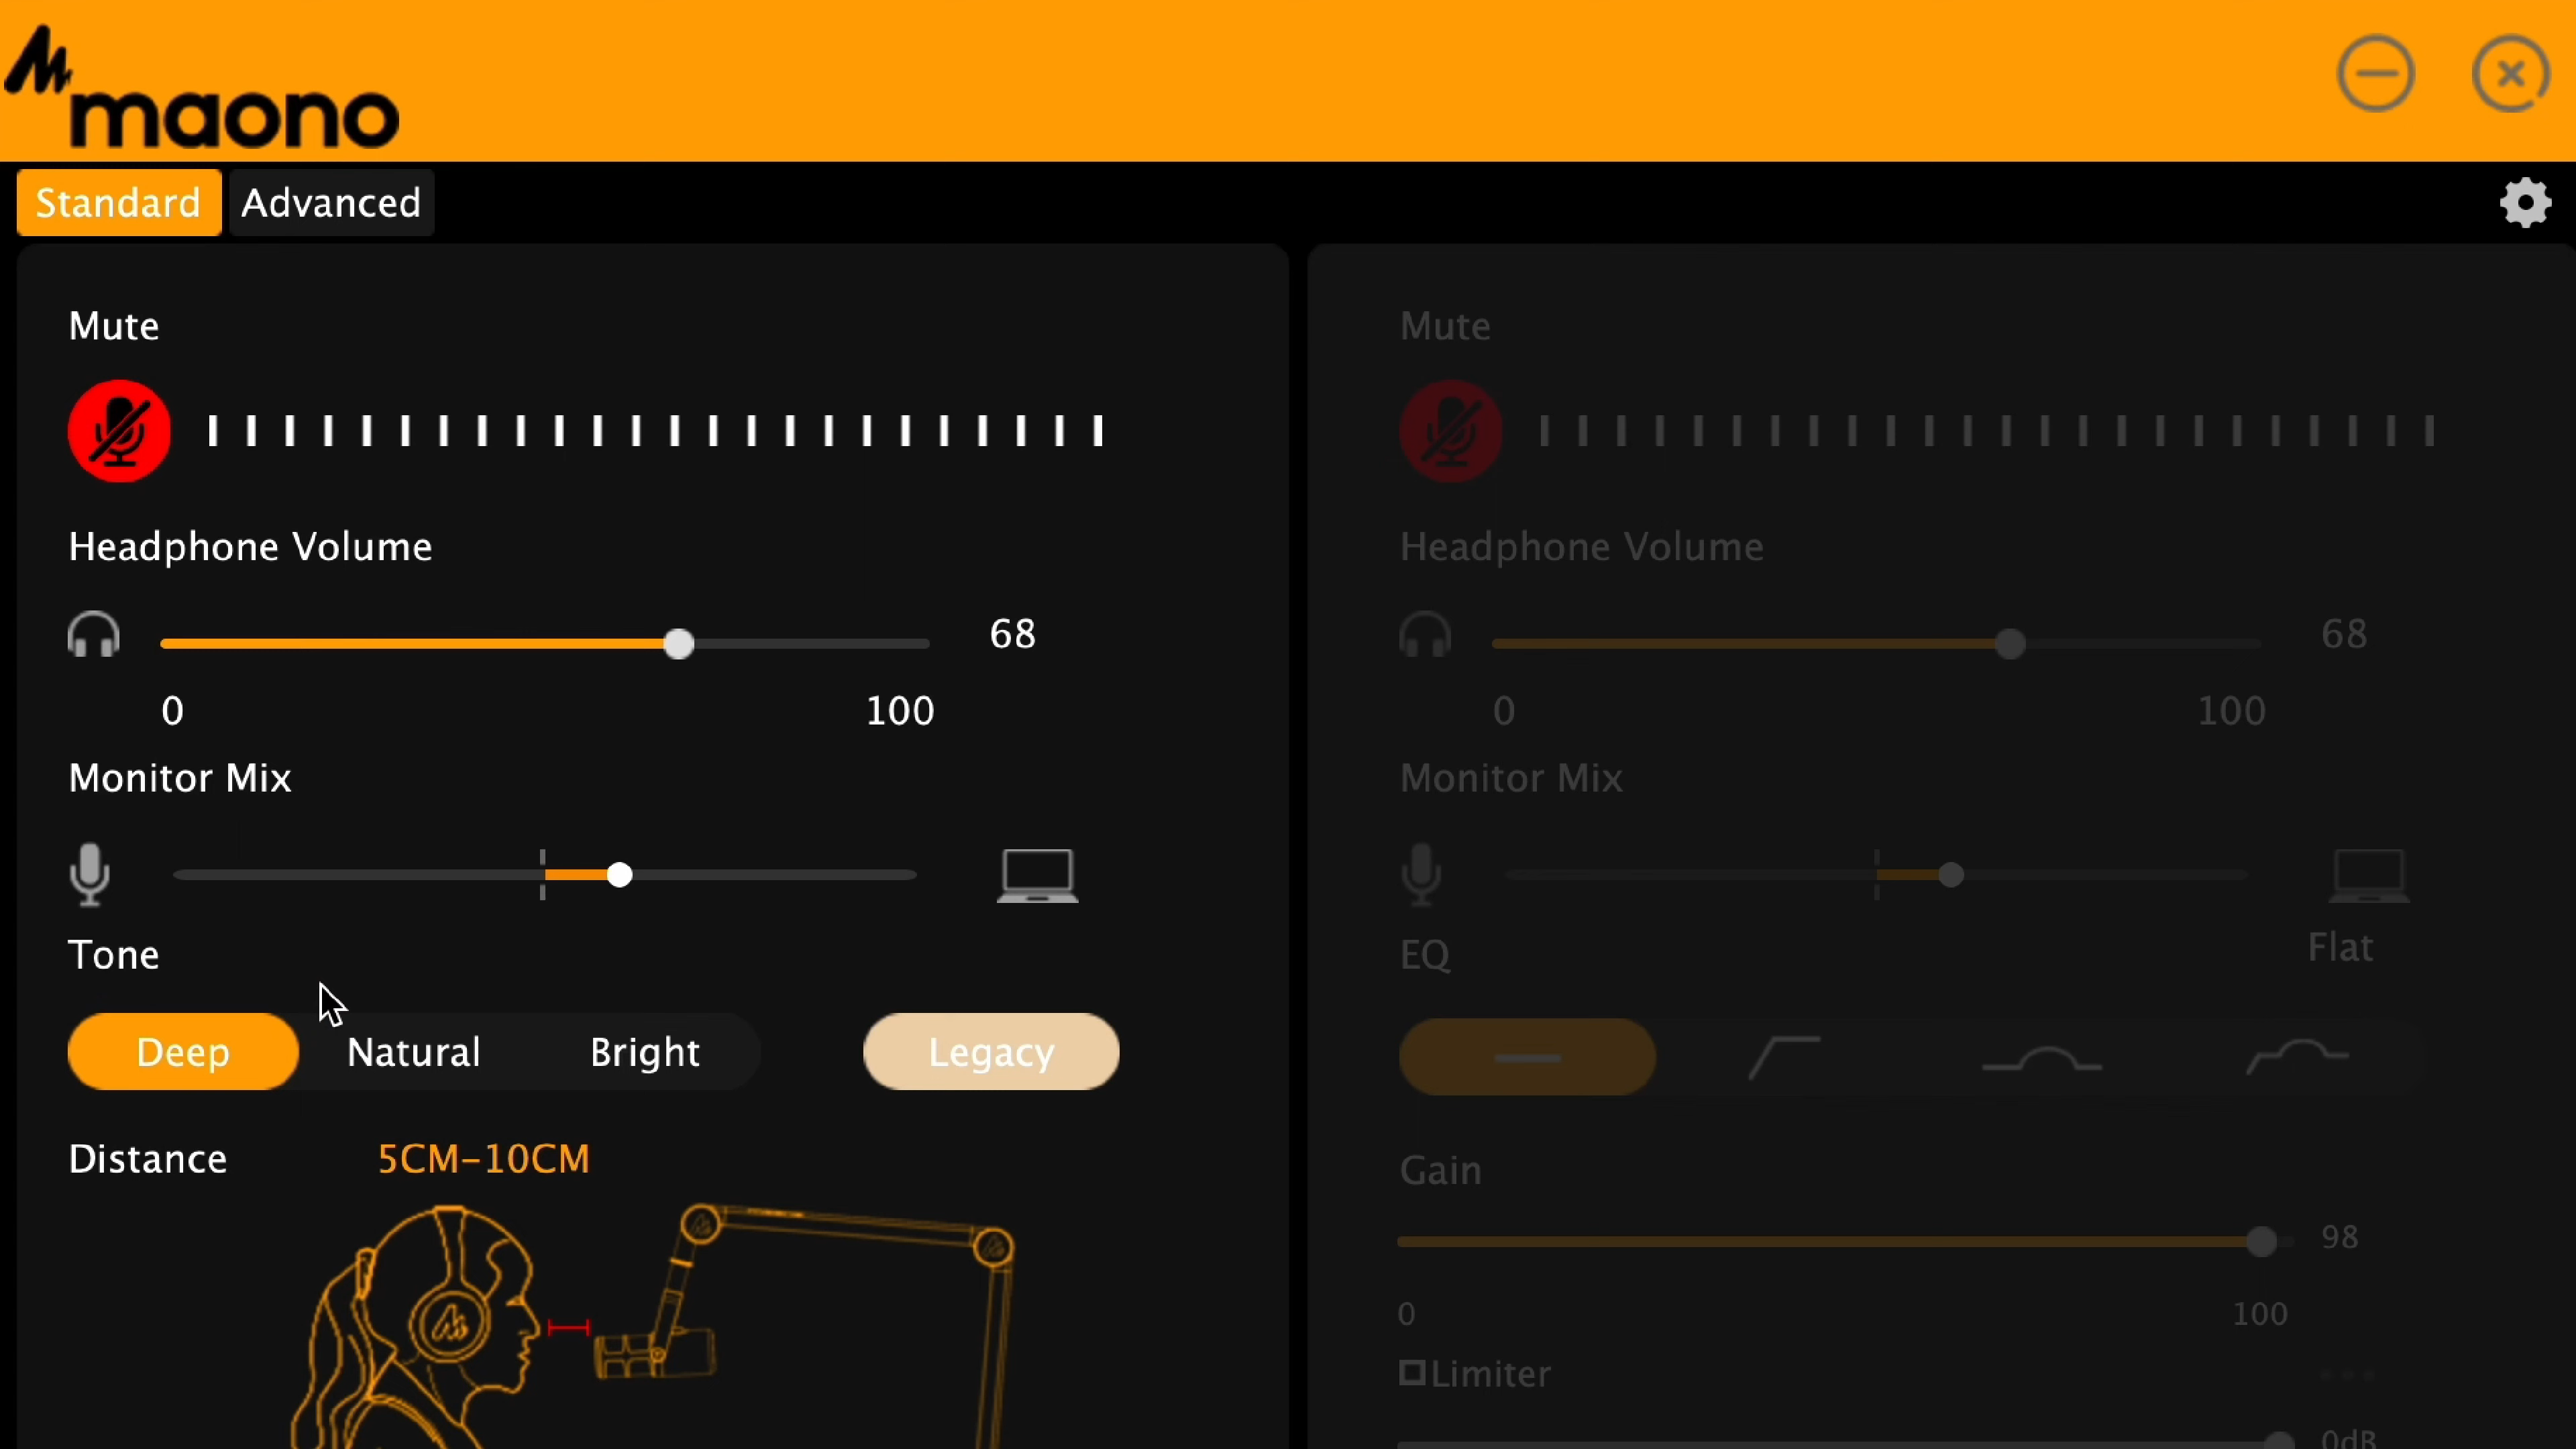 maono
Standard Advanced
Mute
Headphone Volume
68
0 100
Monitor Mix
Tone
Deep Natural Bright Legacy
Distance 5CM-10CM
Mute
Headphone Volume
68
0 100
Monitor Mix
EQ Flat
Gain
98
0 100
Limiter
0dB